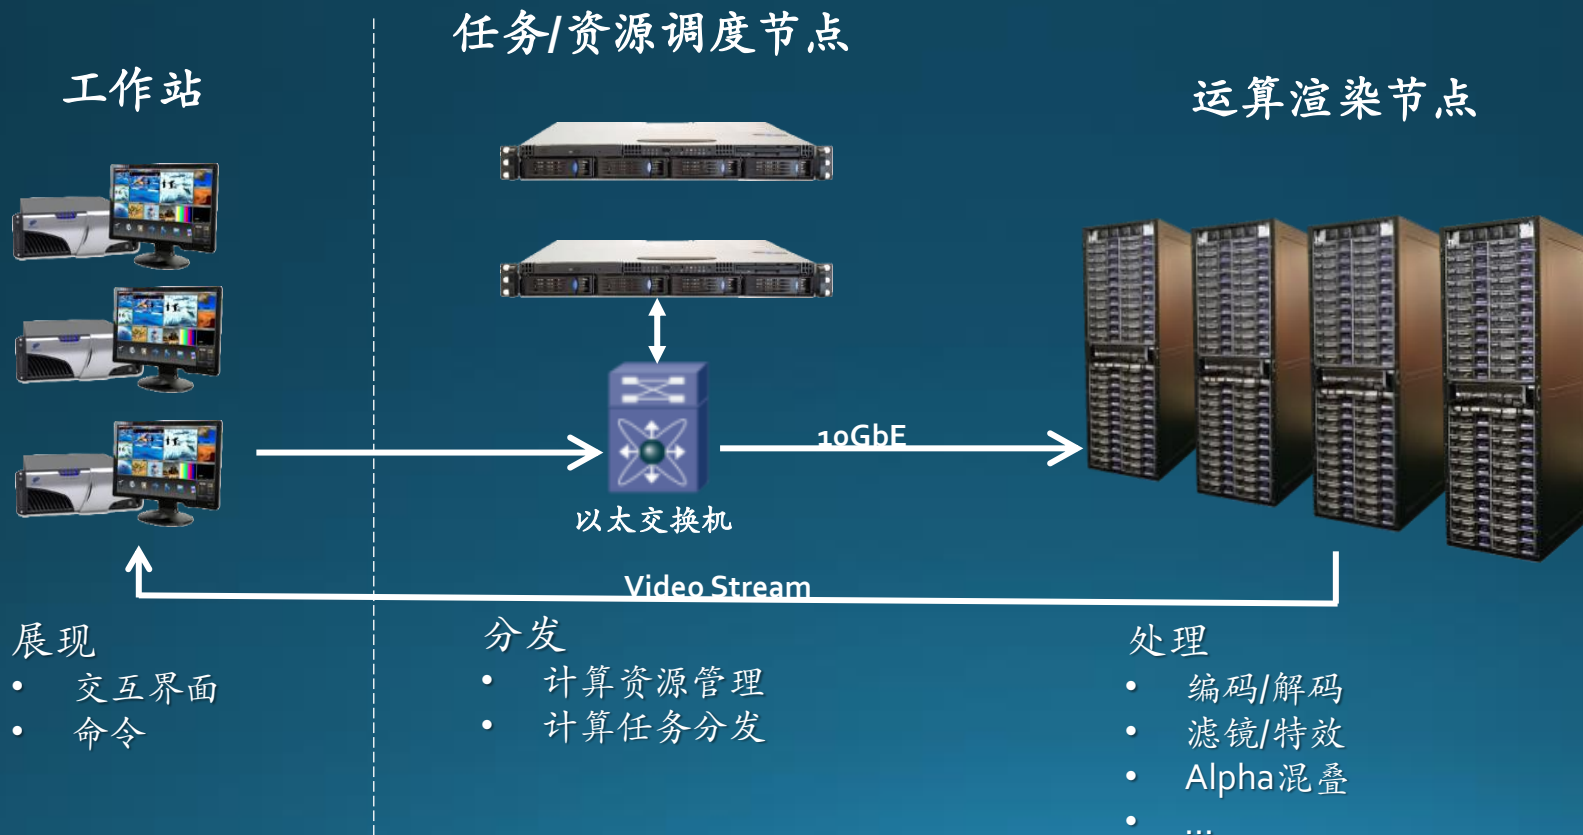 任务/资源调度节点
工作站
运算渲染节点
10GbE
以太交换机
Video Stream
展现
• 交互界面
• 命令
分发
• 计算资源管理
• 计算任务分发
处理
• 编码/解码
• 滤镜/特效
• Alpha混叠
• ...